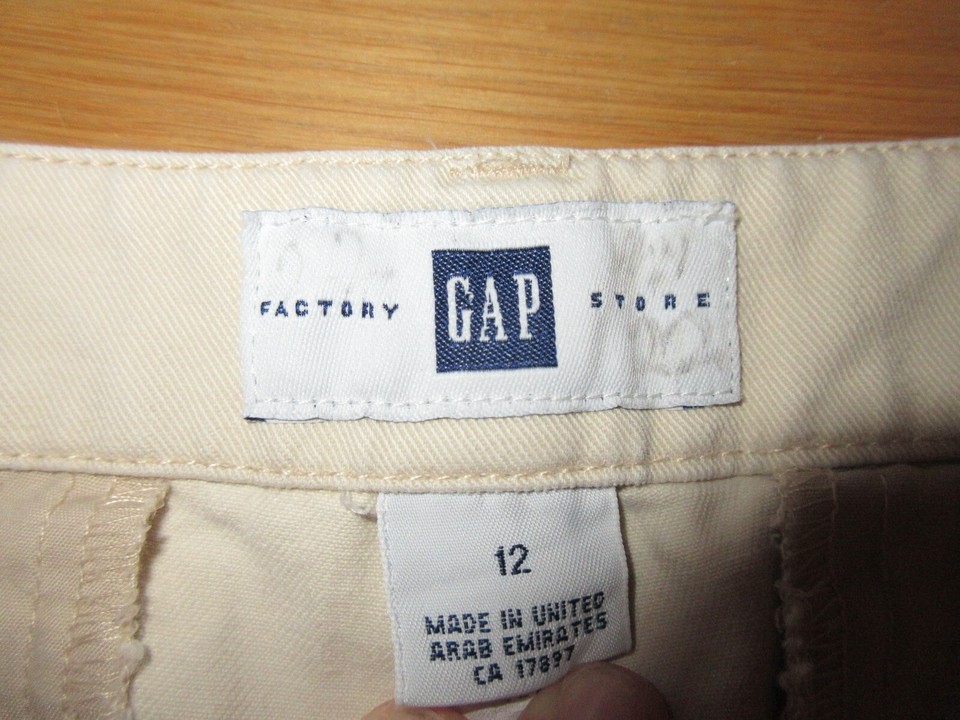 FACTORY GAP STORE
12
MADE IN UNITED
ARAB EMIRATES
CA 17897